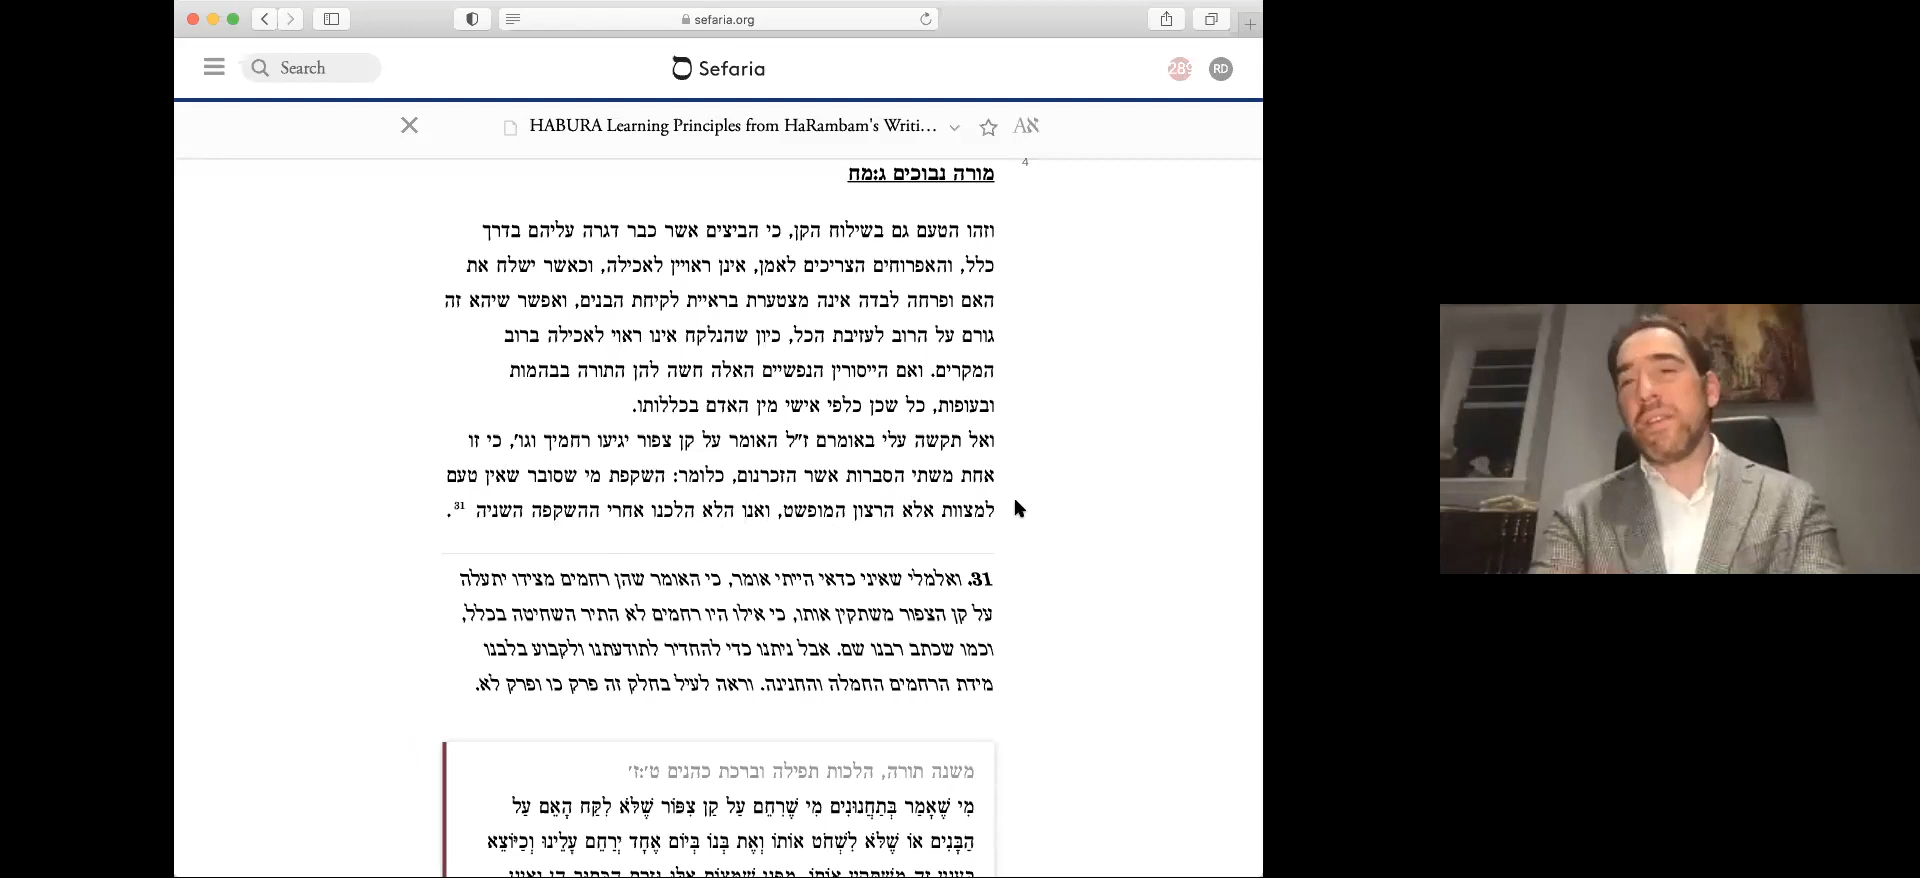 sefaria.org
Search
Sefaria
289
RD
HABURA Learning Principles from HaRambam's Writi...
Aא
4
מורה נבוכים ג:מח
וזהו הטעם גם בשילוח הקן, כי הביצים אשר כבר דגרה עליהם בדרך
כלל, והאפרוחים הצריכים לאמן, אינן ראויין לאכילה, וכאשר ישלח את
האם ופרחה לבדה אינה מצטערת בראיית לקיחת הבנים, ואפשר שיהא זה
גורם על הרוב לעזיבת הכל, כיון שהנלקח אינו ראוי לאכילה ברוב
המקרים. ואם הייסורין הנפשיים האלה חשה להן התורה בבהמות
ובעופות, כל שכן כלפי אישי מין האדם בכללותו.
ואל תקשה עלי באומרם ז"ל האומר על קן צפור יגיעו רחמיך וגו', כי זו
אחת משתי הסברות אשר הזכרנום, כלומר: השקפת מי שסובר שאין טעם
למצוות אלא הרצון המופשט, ואנו הלא הלכנו אחרי ההשקפה השניה 31.
31. ואלמלי שאיני כדאי הייתי אומר, כי האומר שהן רחמים מצידו יתעלה
על קן הצפור משתקין אותו, כי אילו היו רחמים לא התיר השחיטה בכלל,
וכמו שכתב רבנו שם. אבל ניתנו כדי להחדיר לתודעתנו ולקבוע בלבנו
מידת הרחמים החמלה והחנינה. וראה לעיל בחלק זה פרק כו ופרק לא.
משנה תורה, הלכות תפילה וברכת כהנים ט׳:ז׳
מִי שֶׁאָמַר בְּתַחֲנוּנִים מִי שֶׁרִחֵם עַל קַן צִפּוֹר שֶׁלֹּא לִקַּח הָאֵם עַל
הַבָּנִים אוֹ שֶׁלֹּא לִשְׁחֹט אוֹתוֹ וְאֶת בְּנוֹ בְּיוֹם אֶחָד יְרַחֵם עָלֵינוּ וְכַיּוֹצֵא